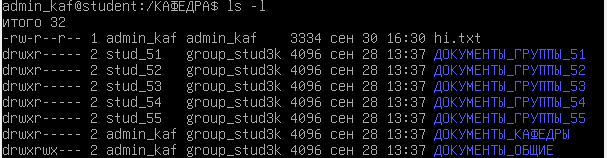 admin_kaf@student:/КАФЕДРА$ ls -l
итого 32
-rw-r--r-- 1 admin_kaf admin_kaf 3334 сен 30 16:30 hi.txt
drwxr----- 2 stud_51 group_stud3k 4096 сен 28 13:37 ДОКУМЕНТЫ_ГРУППЫ_51
drwxr----- 2 stud_52 group_stud3k 4096 сен 28 13:37 ДОКУМЕНТЫ_ГРУППЫ_52
drwxr----- 2 stud_53 group_stud3k 4096 сен 28 13:37 ДОКУМЕНТЫ_ГРУППЫ_53
drwxr----- 2 stud_54 group_stud3k 4096 сен 28 13:37 ДОКУМЕНТЫ_ГРУППЫ_54
drwxr----- 2 stud_55 group_stud3k 4096 сен 28 13:37 ДОКУМЕНТЫ_ГРУППЫ_55
drwxr----- 2 admin_kaf group_stud3k 4096 сен 28 13:37 ДОКУМЕНТЫ_КАФЕДРЫ
drwxrwx--- 2 admin_kaf group_stud3k 4096 сен 28 13:37 ДОКУМЕНТЫ_ОБЩИЕ